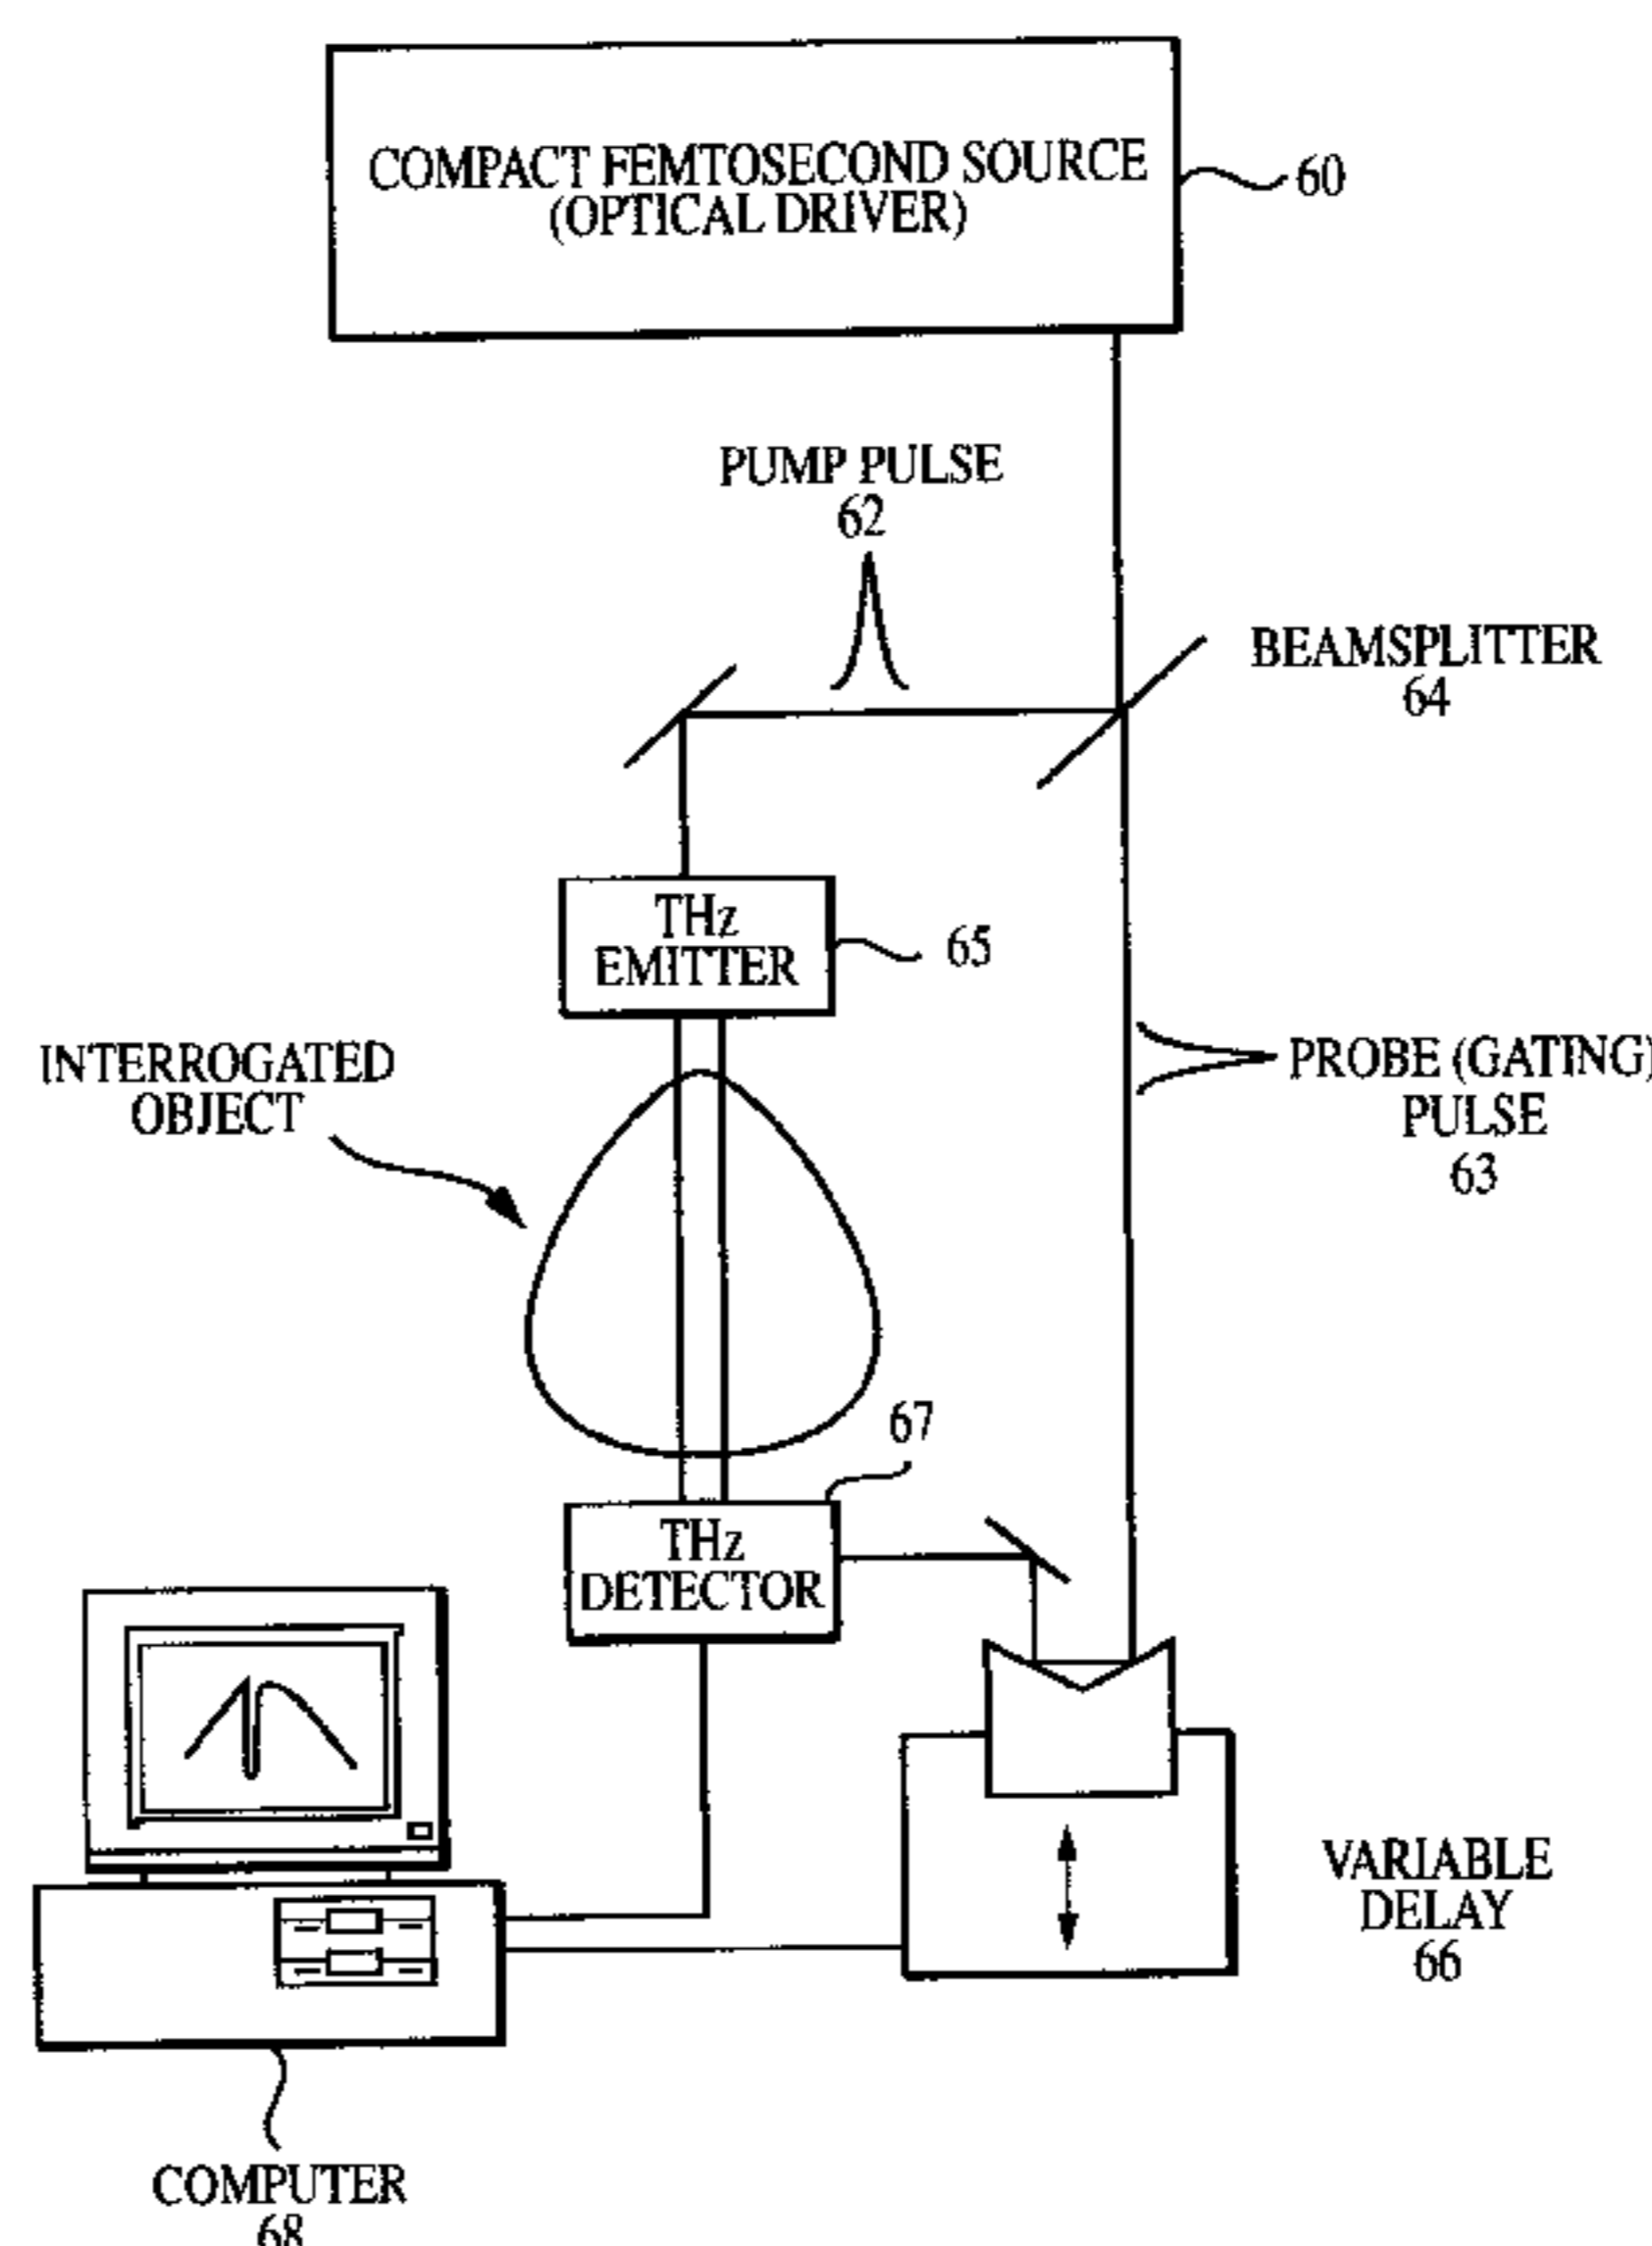 COMPACT FEMTOSECOND SOURCE
(OPTICAL DRIVER)
60
PUMP PULSE
62
BEAMSPLITTER
64
THz
EMITTER
65
INTERROGATED
OBJECT
PROBE (GATING)
PULSE
63
67
THz
DETECTOR
VARIABLE
DELAY
66
COMPUTER
68